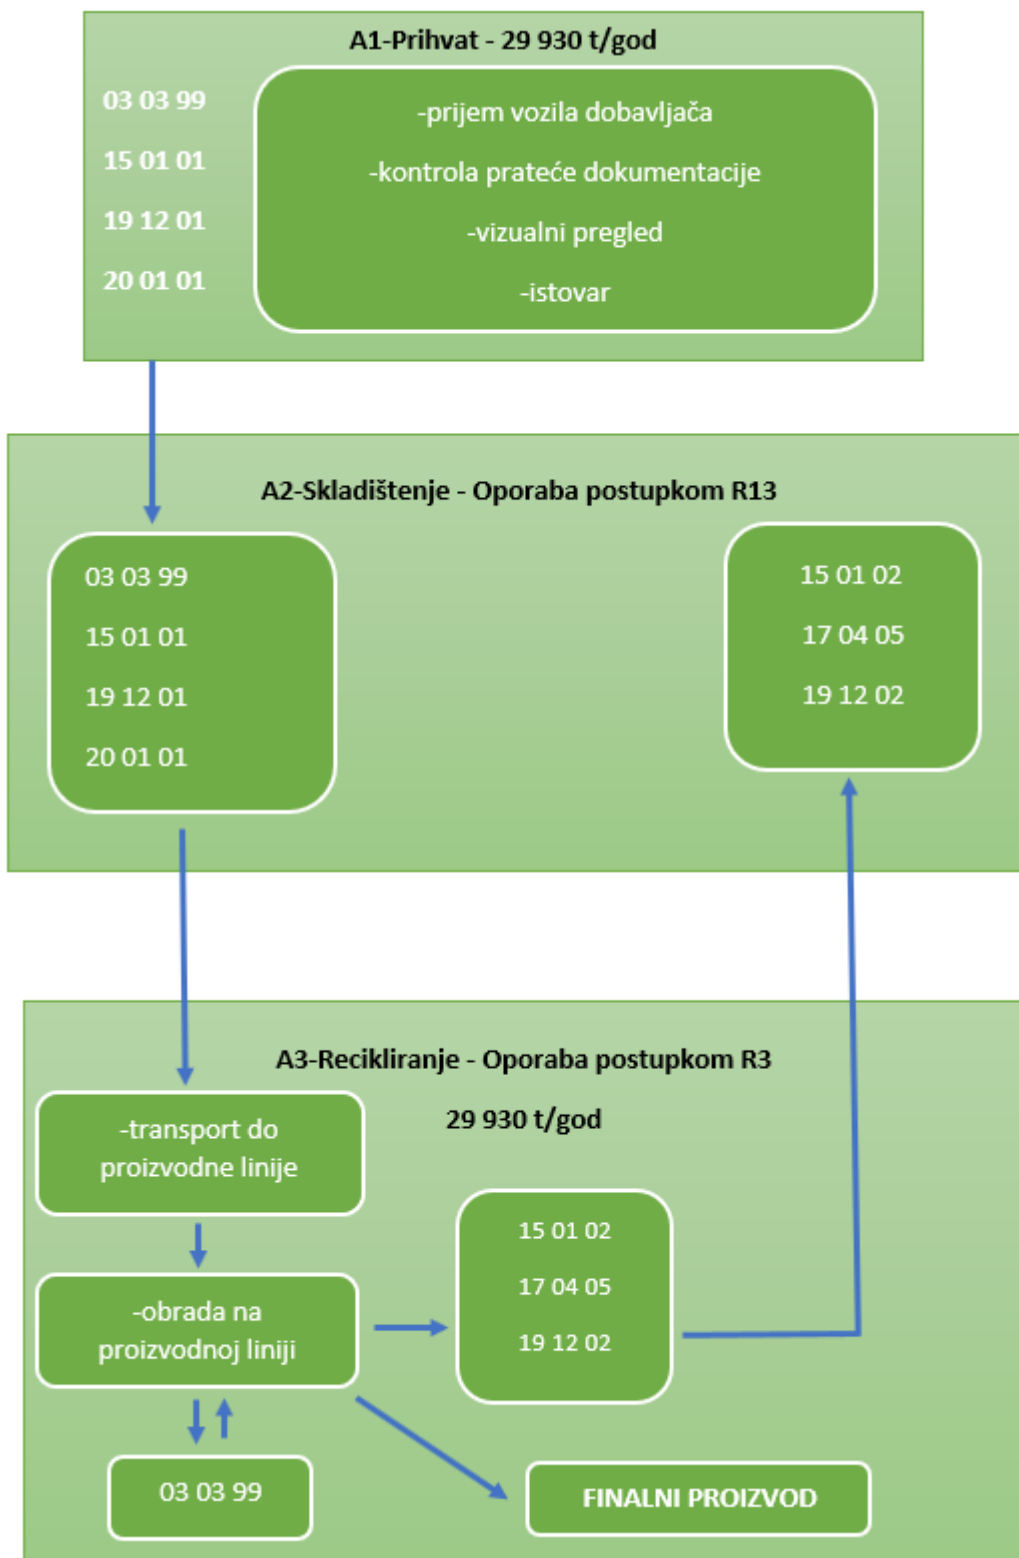 A1-Prihvat - 29 930 t/god
03 03 99
15 01 01
19 12 01
20 01 01
-prijem vozila dobavljača
-kontrola prateće dokumentacije
-vizualni pregled
-istovar
A2-Skladištenje - Oporaba postupkom R13
03 03 99
15 01 01
19 12 01
20 01 01
15 01 02
17 04 05
19 12 02
A3-Recikliranje - Oporaba postupkom R3
29 930 t/god
-transport do
proizvodne linije
-obrada na
proizvodnoj liniji
15 01 02
17 04 05
19 12 02
03 03 99
FINALNI PROIZVOD